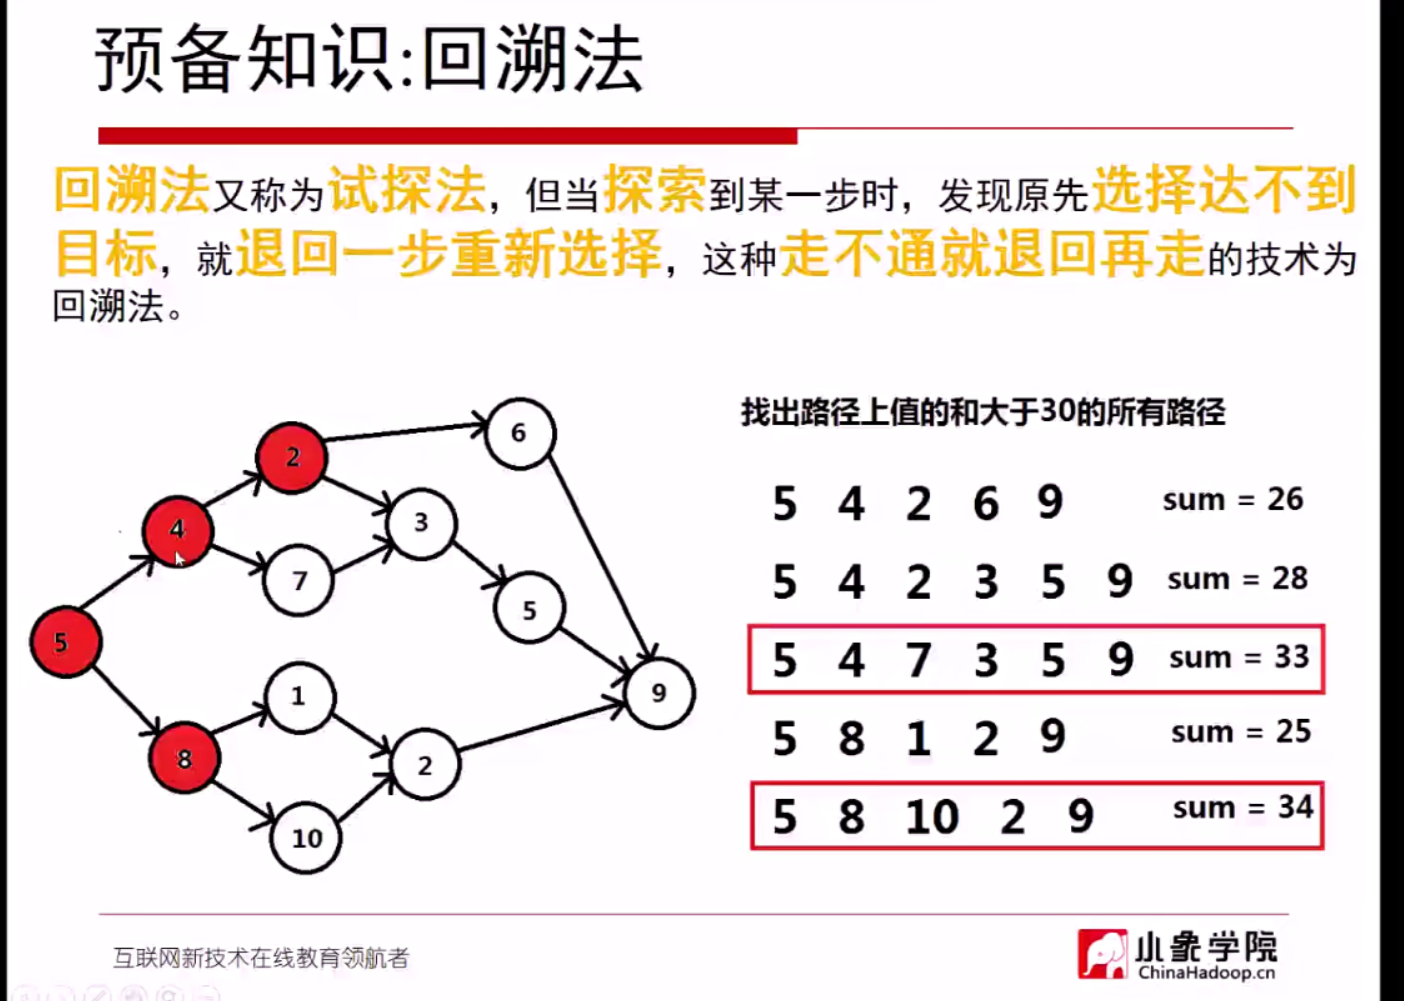 预备知识:回溯法
回溯法又称为试探法，但当探索到某一步时，发现原先选择达不到
目标，就退回一步重新选择，这种走不通就退回再走的技术为
回溯法。
找出路径上值的和大于30的所有路径
5 4 2 6 9 sum = 26
5 4 2 3 5 9 sum = 28
5 4 7 3 5 9 sum = 33
5 8 1 2 9 sum = 25
5 8 10 2 9 sum = 34
6
2
3
4
7
5
5
1
9
8
2
10
互联网新技术在线教育领航者
小象学院
ChinaHadoop.cn